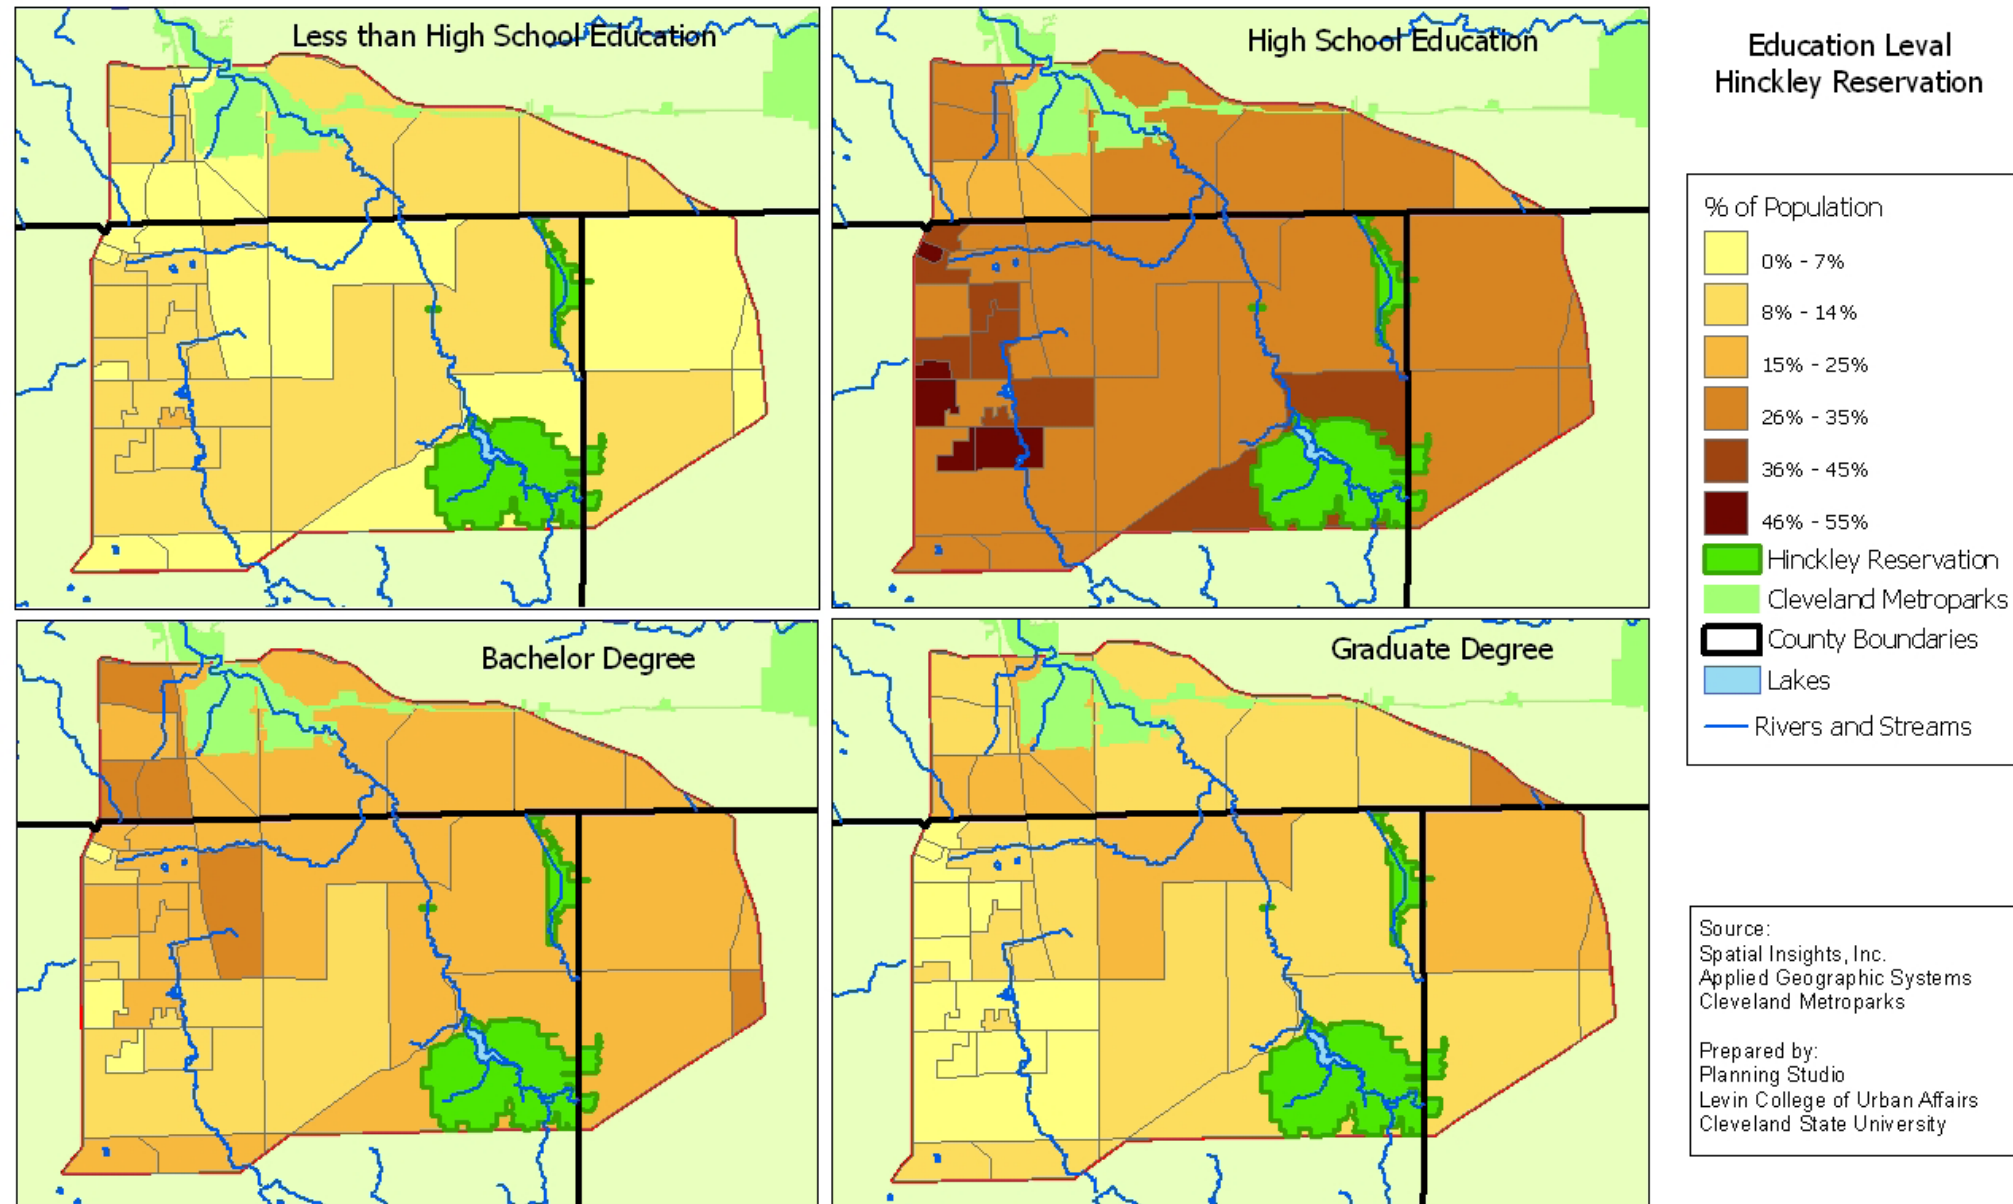 Less than High School Education
High School Education
Bachelor Degree
Graduate Degree
Education Leval
Hinckley Reservation
% of Population
0% - 7%
8% - 14%
15% - 25%
26% - 35%
36% - 45%
46% - 55%
Hinckley Reservation
Cleveland Metroparks
County Boundaries
Lakes
Rivers and Streams
Source:
Spatial Insights, Inc.
Applied Geographic Systems
Cleveland Metroparks
Prepared by:
Planning Studio
Levin College of Urban Affairs
Cleveland State University